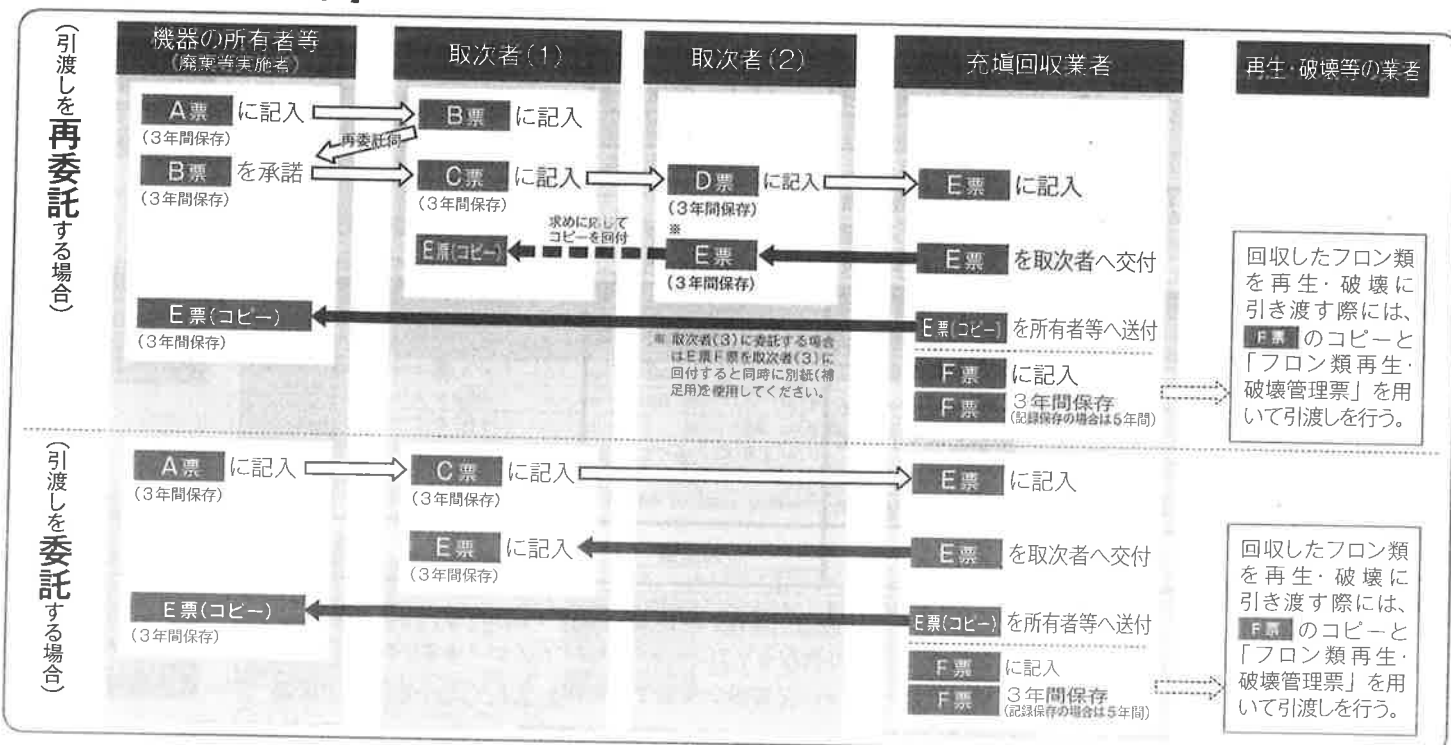 (引渡しを再委託する場合)
機器の所有者等
(廃棄等実施者)
取次者(1)
取次者(2)
充塡回収業者
再生・破壊等の業者
A票 に記入
(3年間保存)
B票 に記入
再委託伺
B票 を承諾
(3年間保存)
C票 に記入
(3年間保存)
D票 に記入
(3年間保存)
E票 に記入
求めに応じて
コピーを回付
E票(コピー)
※
E票
(3年間保存)
E票 を取次者へ交付
E票(コピー)
(3年間保存)
E票(コピー) を所有者等へ送付
※ 取次者(3)に委託する場合
はE票F票を取次者(3)に
回付すると同時に別紙(補
足用)を使用してください。
F票 に記入
F票 3年間保存
(記録保存の場合は5年間)
回収したフロン類
を再生・破壊に
引き渡す際には、
F票 のコピーと
「フロン類再生・
破壊管理票」を用
いて引渡しを行う。
(引渡しを委託する場合)
A票 に記入
(3年間保存)
C票 に記入
(3年間保存)
E票 に記入
E票 に記入
(3年間保存)
E票 を取次者へ交付
E票(コピー)
(3年間保存)
E票(コピー) を所有者等へ送付
F票 に記入
F票 3年間保存
(記録保存の場合は5年間)
回収したフロン類
を再生・破壊に
引き渡す際には、
F票 のコピーと
「フロン類再生・
破壊管理票」を用
いて引渡しを行う。